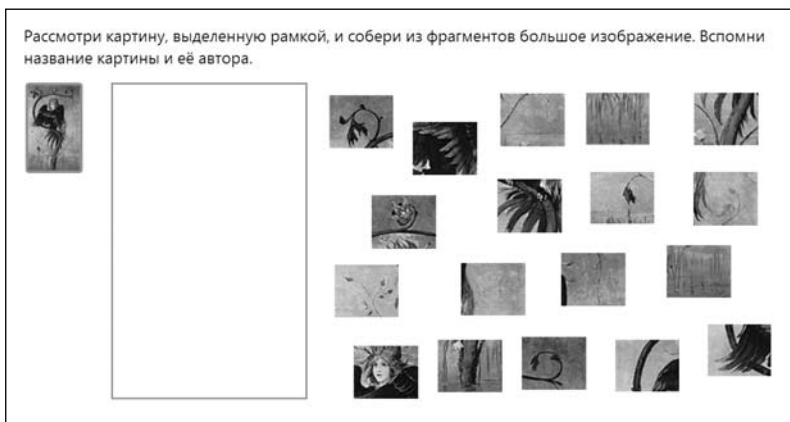 Рассмотри картину, выделенную рамкой, и собери из фрагментов большое изображение. Вспомни
название картины и её автора.